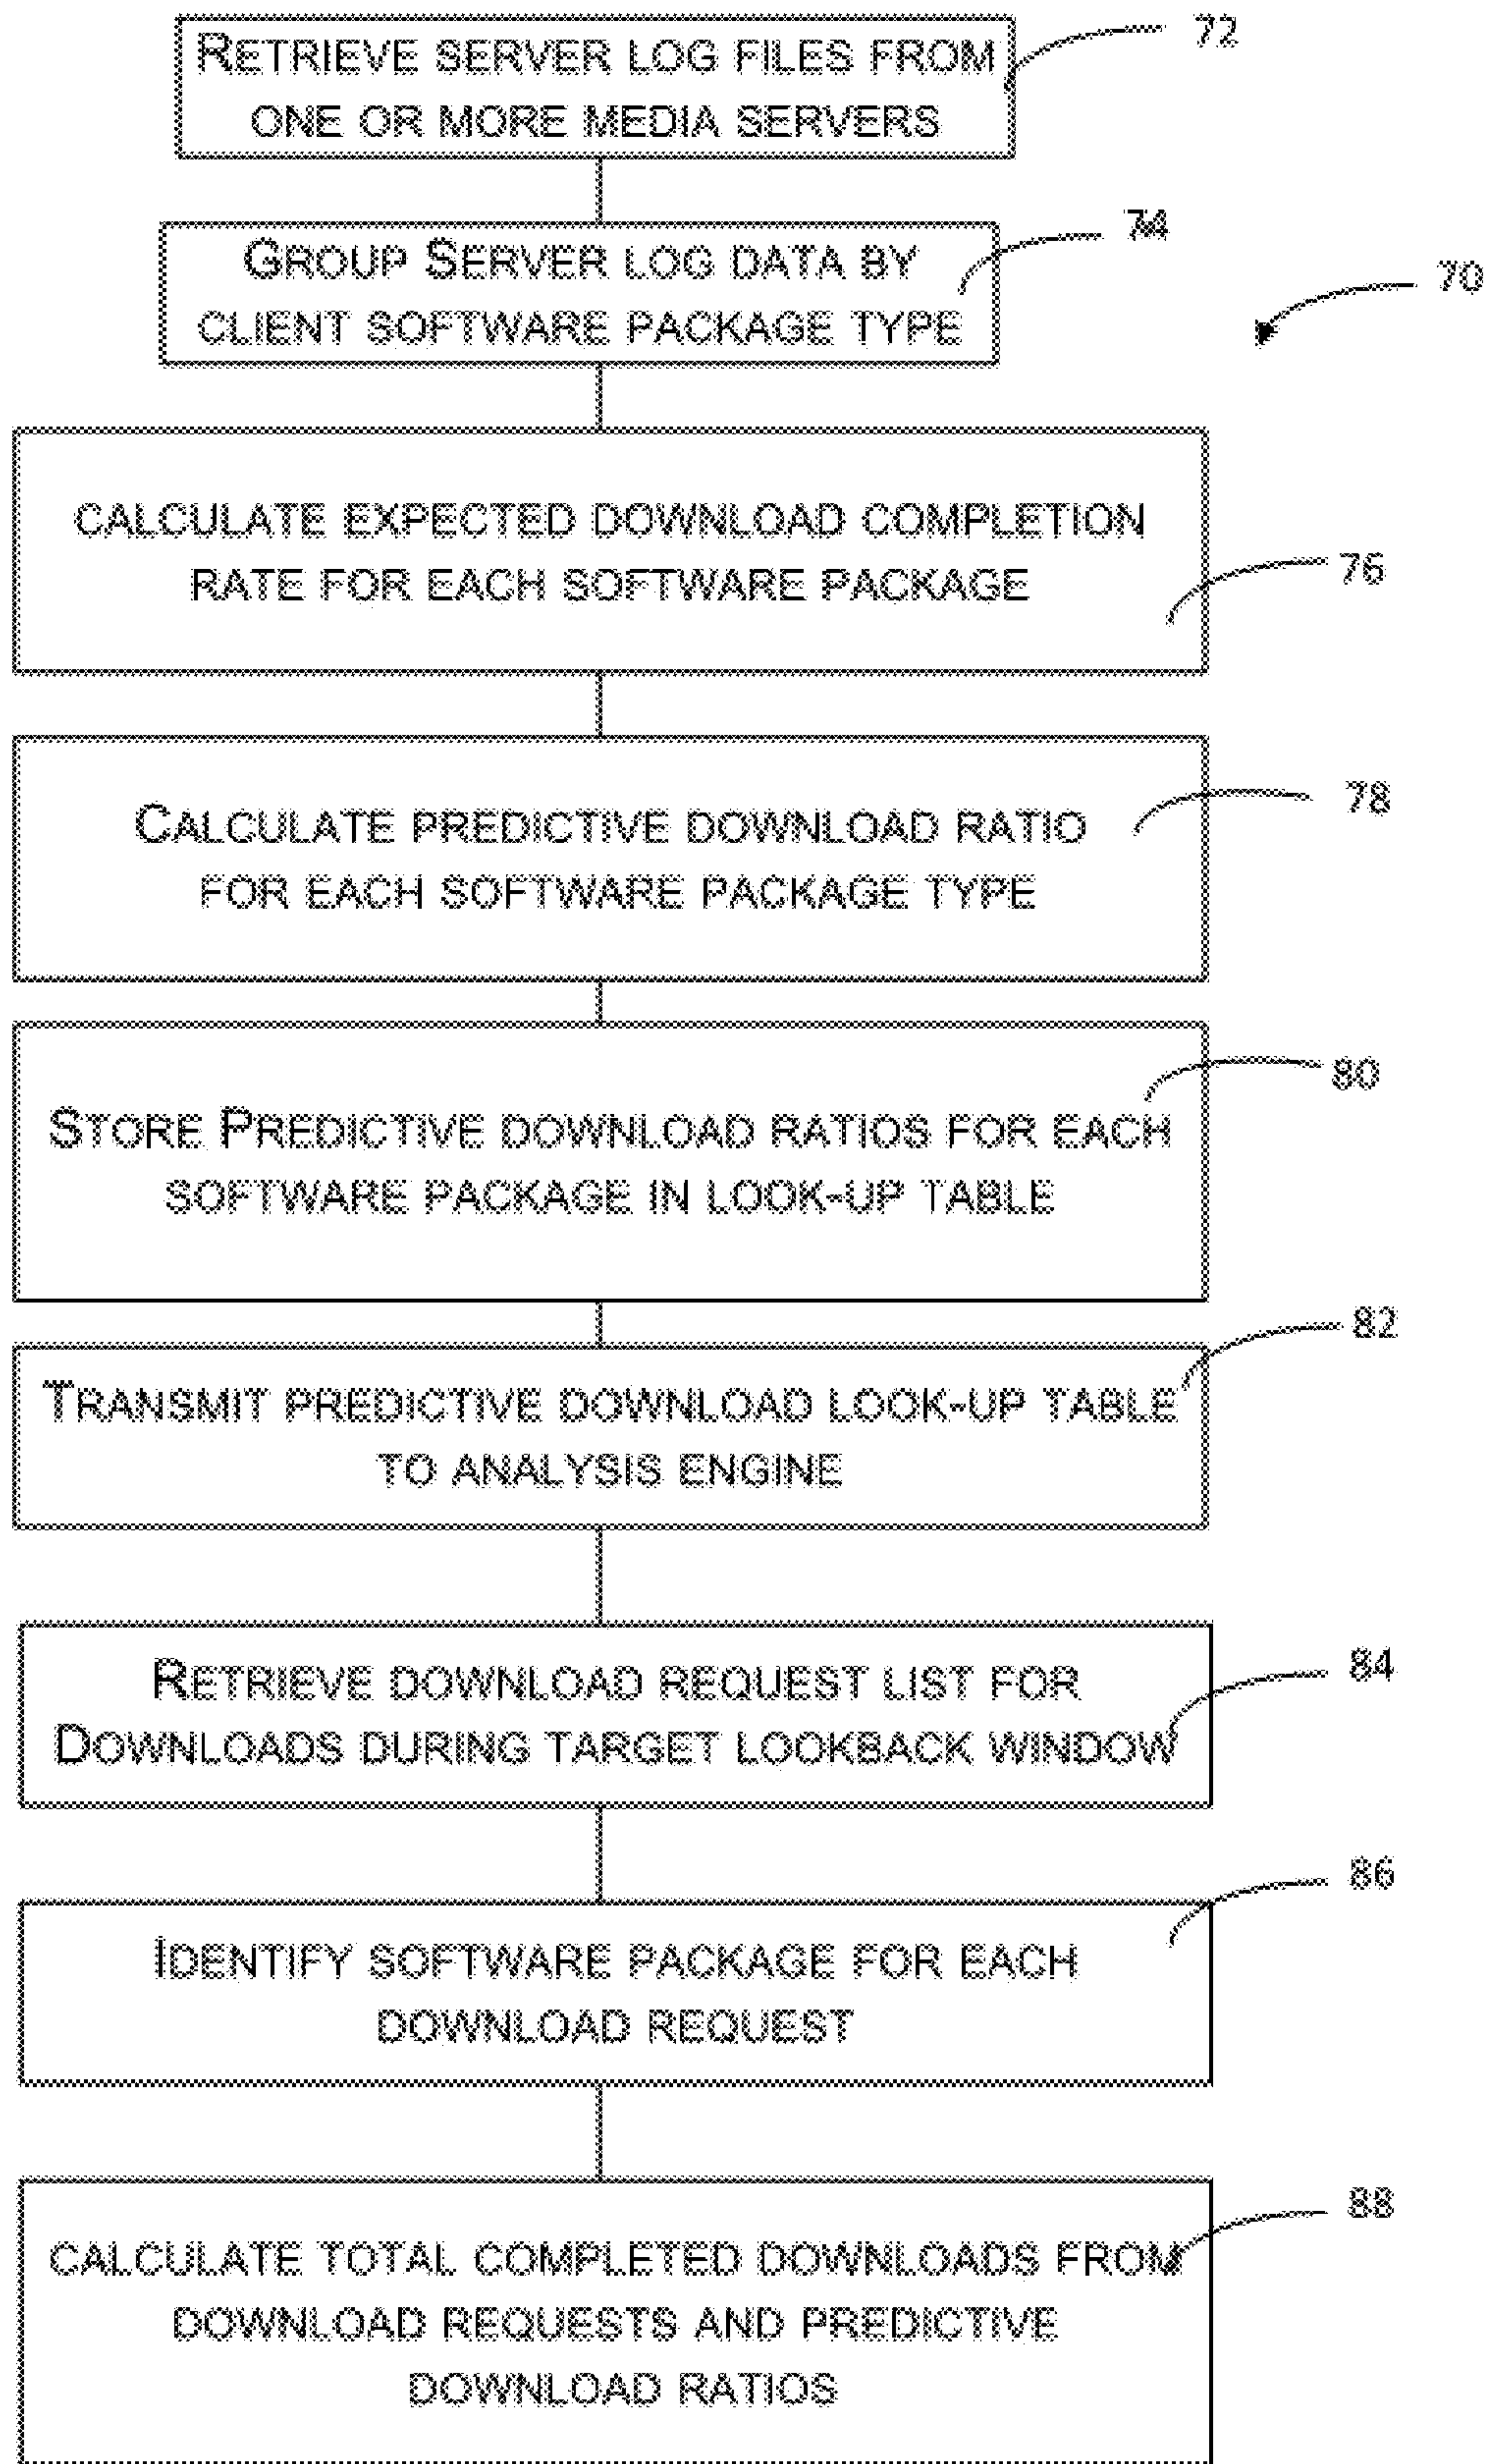 RETRIEVE SERVER LOG FILES FROM
ONE OR MORE MEDIA SERVERS
72
GROUP SERVER LOG DATA BY
CLIENT SOFTWARE PACKAGE TYPE
74
70
CALCULATE EXPECTED DOWNLOAD COMPLETION
RATE FOR EACH SOFTWARE PACKAGE
76
CALCULATE PREDICTIVE DOWNLOAD RATIO
FOR EACH SOFTWARE PACKAGE TYPE
78
STORE PREDICTIVE DOWNLOAD RATIOS FOR EACH
SOFTWARE PACKAGE IN LOOK-UP TABLE
80
TRANSMIT PREDICTIVE DOWNLOAD LOOK-UP TABLE
TO ANALYSIS ENGINE
82
RETRIEVE DOWNLOAD REQUEST LIST FOR
DOWNLOADS DURING TARGET LOOKBACK WINDOW
84
IDENTIFY SOFTWARE PACKAGE FOR EACH
DOWNLOAD REQUEST
86
CALCULATE TOTAL COMPLETED DOWNLOADS FROM
DOWNLOAD REQUESTS AND PREDICTIVE
DOWNLOAD RATIOS
88